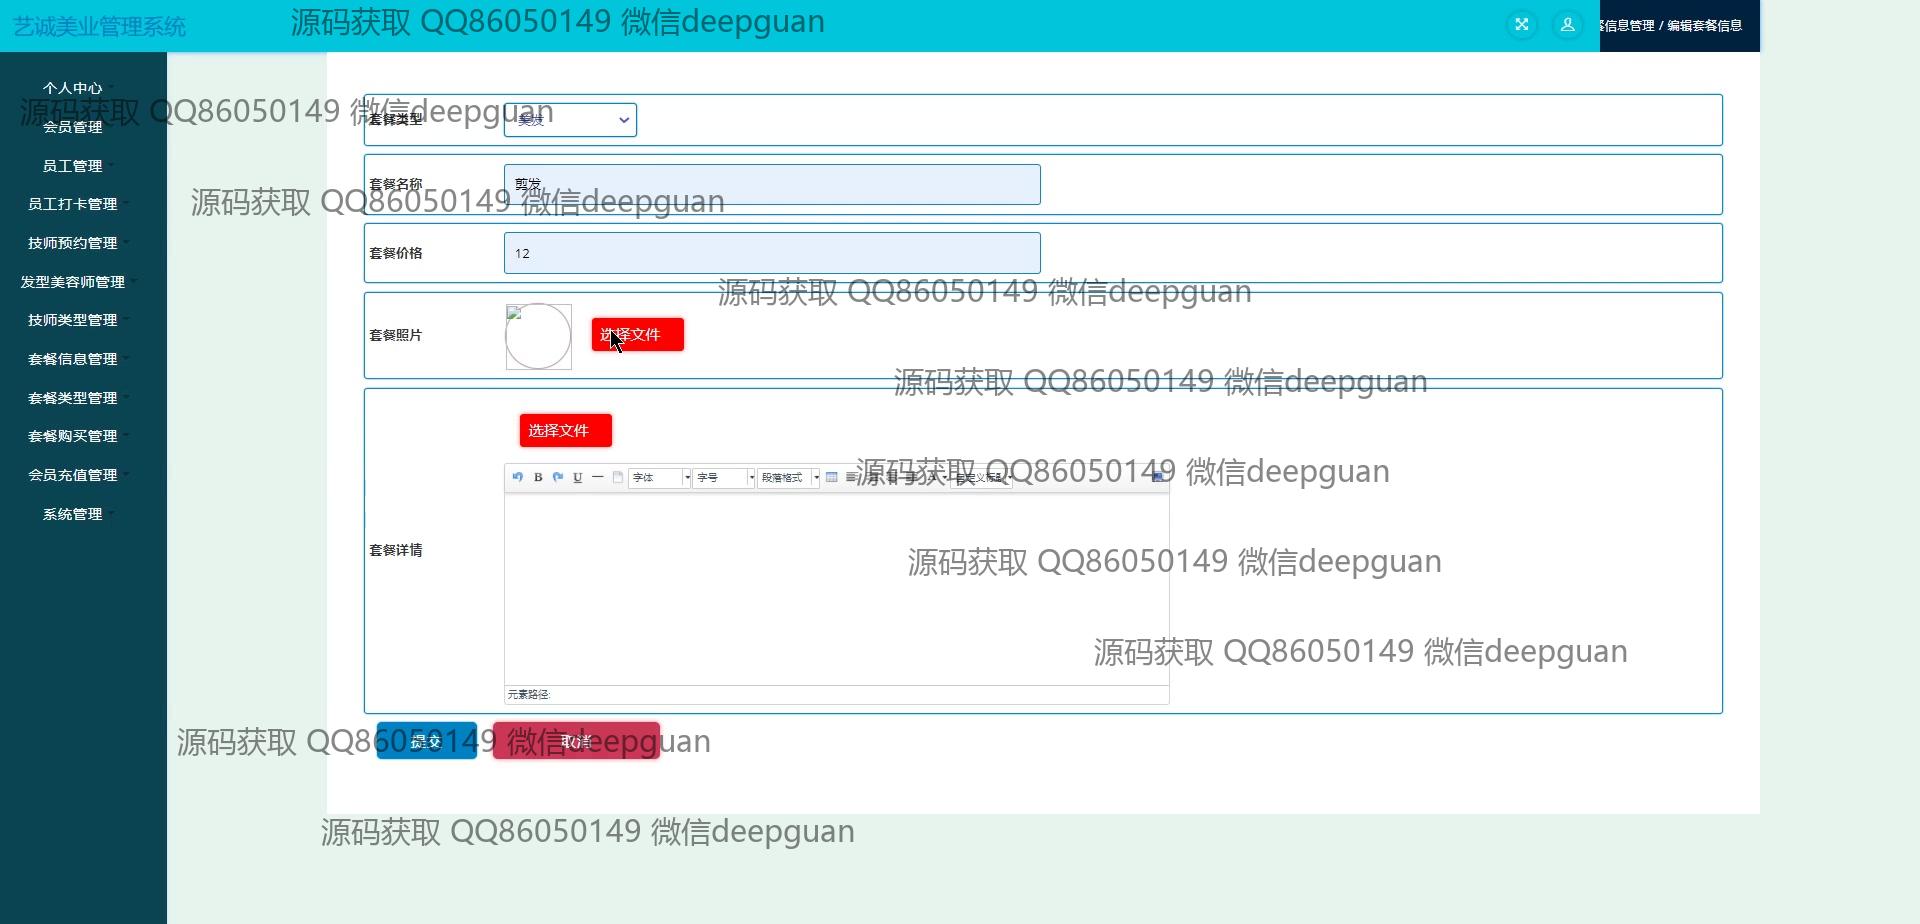 艺诚美业管理系统
源码获取 QQ86050149 微信deepguan
信息管理 / 编辑套餐信息
个人中心
源码获取 QQ86050149 微信deepguan
会员管理
套餐类型
美发
员工管理
套餐名称
剪发
员工打卡管理
源码获取 QQ86050149 微信deepguan
技师预约管理
套餐价格
12
发型美容师管理
源码获取 QQ86050149 微信deepguan
技师类型管理
套餐照片
选择文件
套餐信息管理
源码获取 QQ86050149 微信deepguan
套餐类型管理
套餐购买管理
选择文件
会员充值管理
B U 字体 字号 段落格式 自定义标题
源码获取 QQ86050149 微信deepguan
系统管理
套餐详情
源码获取 QQ86050149 微信deepguan
源码获取 QQ86050149 微信deepguan
元素路径:
提交
取消
源码获取 QQ86050149 微信deepguan
源码获取 QQ86050149 微信deepguan